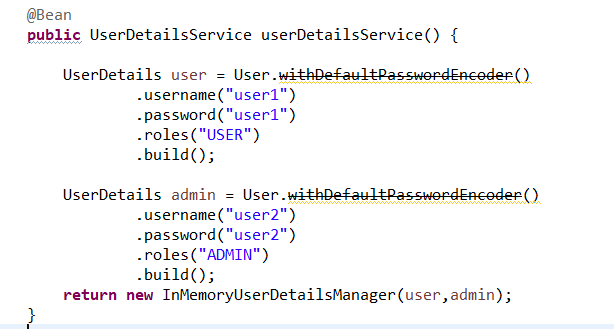 @Bean
public UserDetailsService userDetailsService() {
UserDetails user = User.withDefaultPasswordEncoder()
.username("user1")
.password("user1")
.roles("USER")
.build();
UserDetails admin = User.withDefaultPasswordEncoder()
.username("user2")
.password("user2")
.roles("ADMIN")
.build();
return new InMemoryUserDetailsManager(user,admin);
}